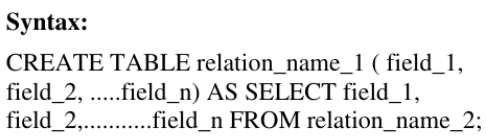 Syntax:
CREATE TABLE relation_name_1 ( field_1,
field_2, .....field_n) AS SELECT field_1,
field_2,...........field_n FROM relation_name_2;